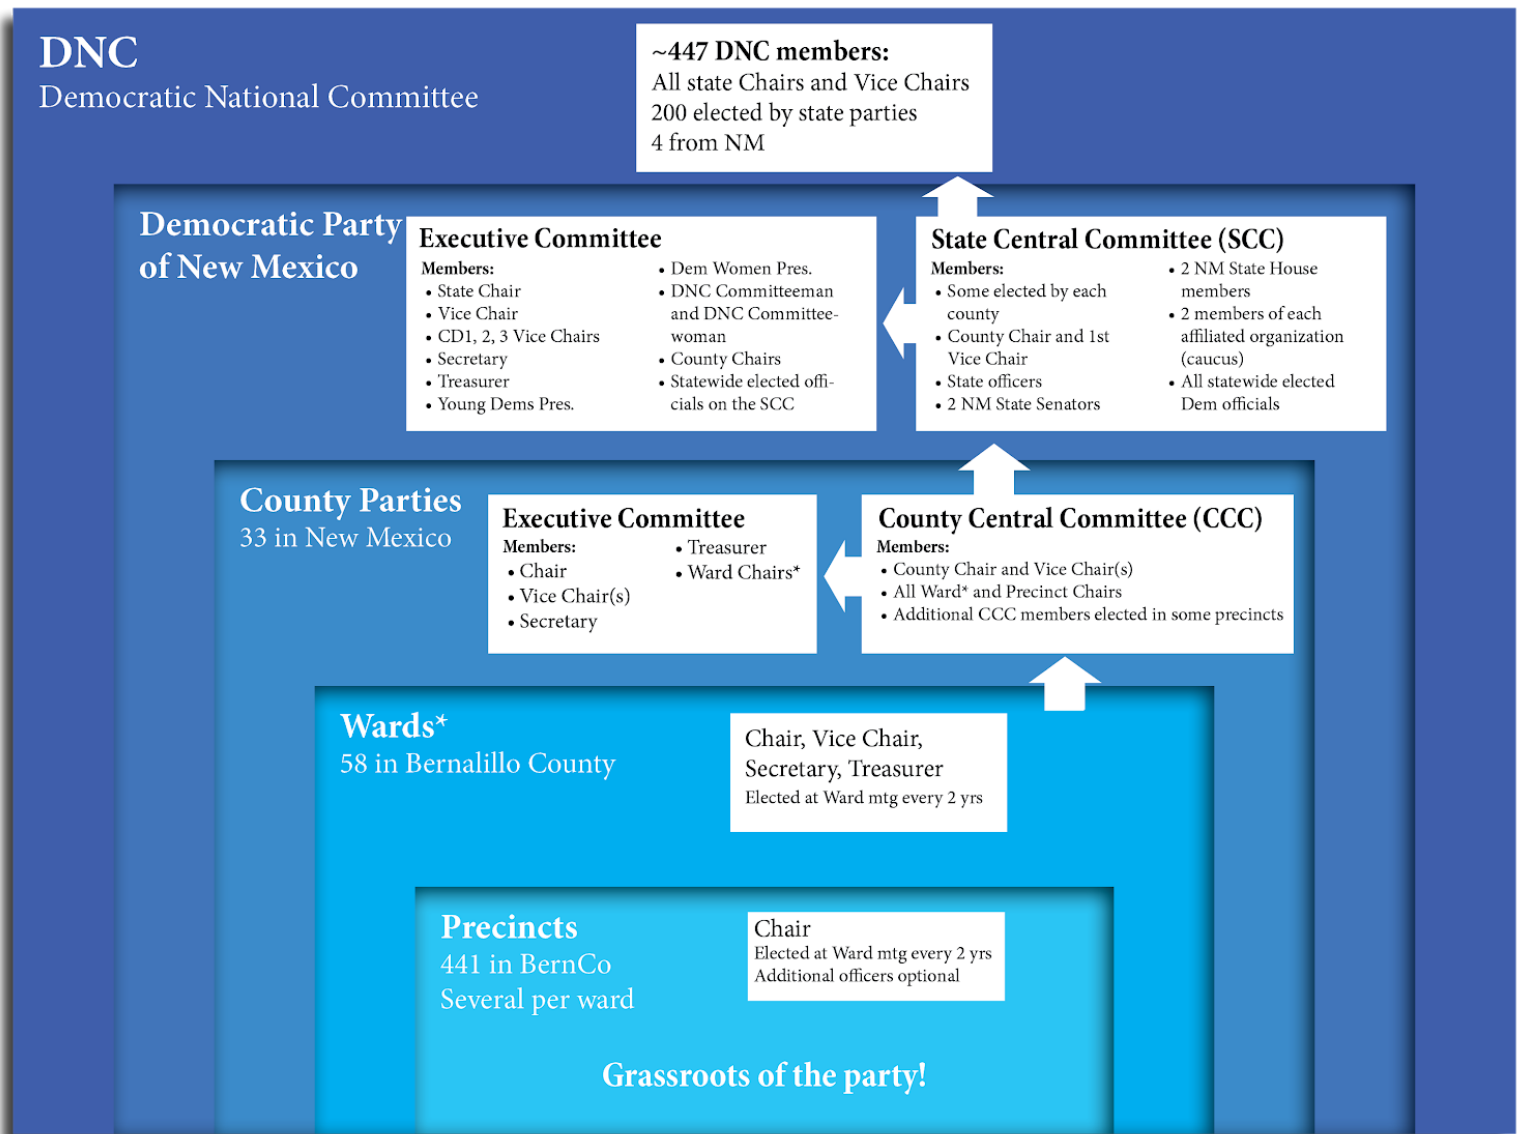 DNC
Democratic National Committee
~447 DNC members:
All state Chairs and Vice Chairs
200 elected by state parties
4 from NM
Democratic Party
of New Mexico
Executive Committee
Members:
• State Chair
• Vice Chair
• CD1, 2, 3 Vice Chairs
• Secretary
• Treasurer
• Young Dems Pres.
• Dem Women Pres.
• DNC Committeeman
and DNC Committee-
woman
• County Chairs
• Statewide elected offi-
cials on the SCC
State Central Committee (SCC)
Members:
• Some elected by each
county
• County Chair and 1st
Vice Chair
• State officers
• 2 NM State Senators
• 2 NM State House
members
• 2 members of each
affiliated organization
(caucus)
• All statewide elected
Dem officials
County Parties
33 in New Mexico
Executive Committee
Members:
• Chair
• Vice Chair(s)
• Secretary
• Treasurer
• Ward Chairs*
County Central Committee (CCC)
Members:
• County Chair and Vice Chair(s)
• All Ward* and Precinct Chairs
• Additional CCC members elected in some precincts
Wards*
58 in Bernalillo County
Chair, Vice Chair,
Secretary, Treasurer
Elected at Ward mtg every 2 yrs
Precincts
441 in BernCo
Several per ward
Chair
Elected at Ward mtg every 2 yrs
Additional officers optional
Grassroots of the party!